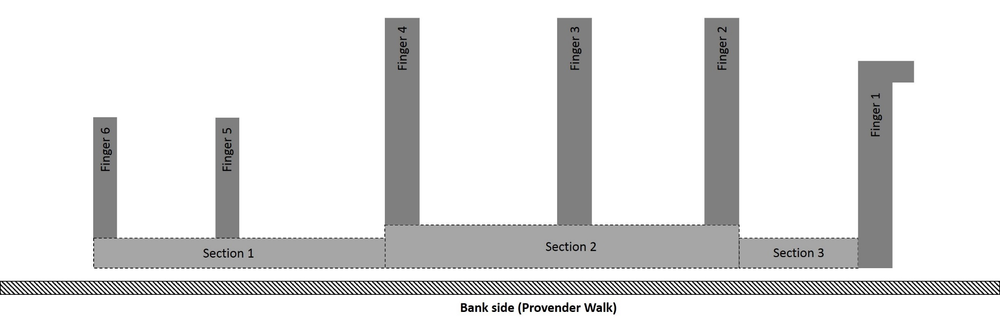 Finger 4
Finger 3
Finger 2
Finger 1
Finger 6
Finger 5
Section 1
Section 2
Section 3
Bank side (Provender Walk)